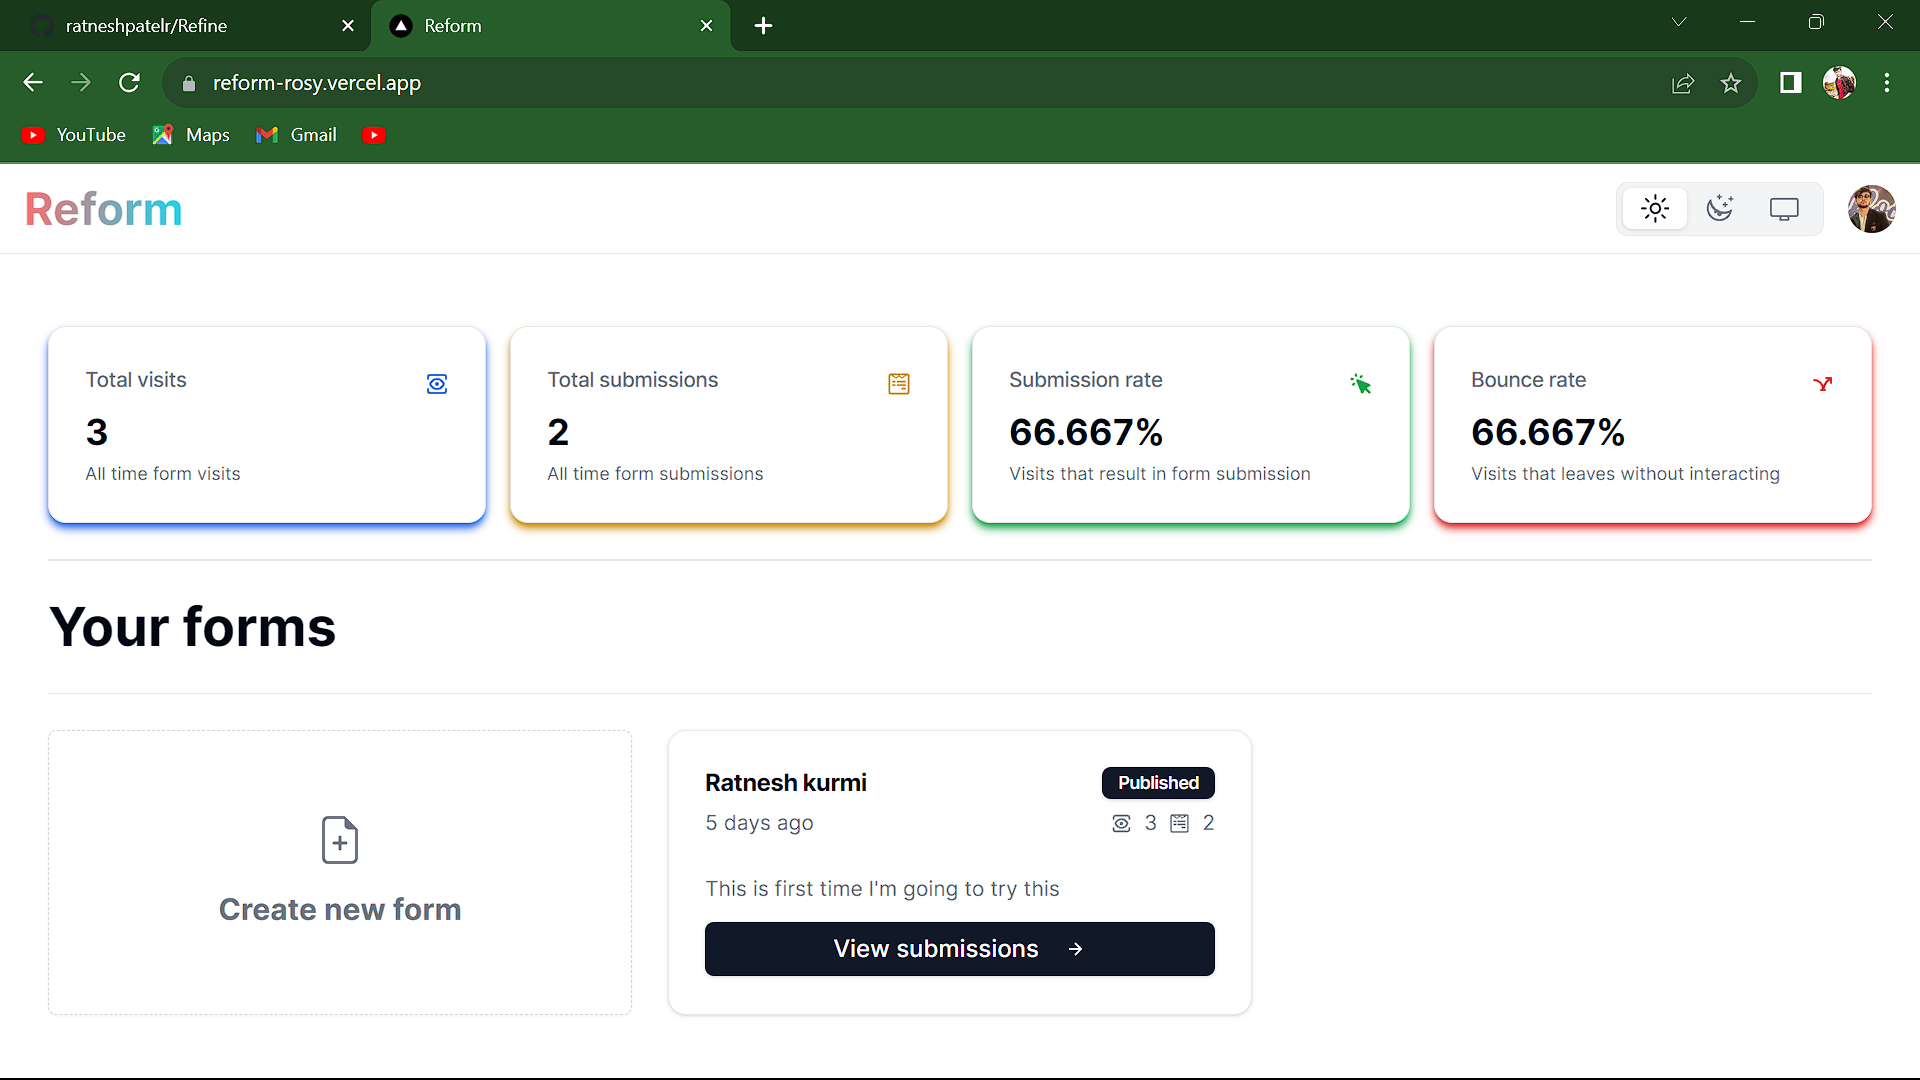 ratneshpatelr/Refine
Reform
reform-rosy.vercel.app
YouTube
Maps
Gmail
Reform
Total visits
3
All time form visits
Total submissions
2
All time form submissions
Submission rate
66.667%
Visits that result in form submission
Bounce rate
66.667%
Visits that leaves without interacting
Your forms
Create new form
Ratnesh kurmi
Published
5 days ago
3 2
This is first time I'm going to try this
View submissions →